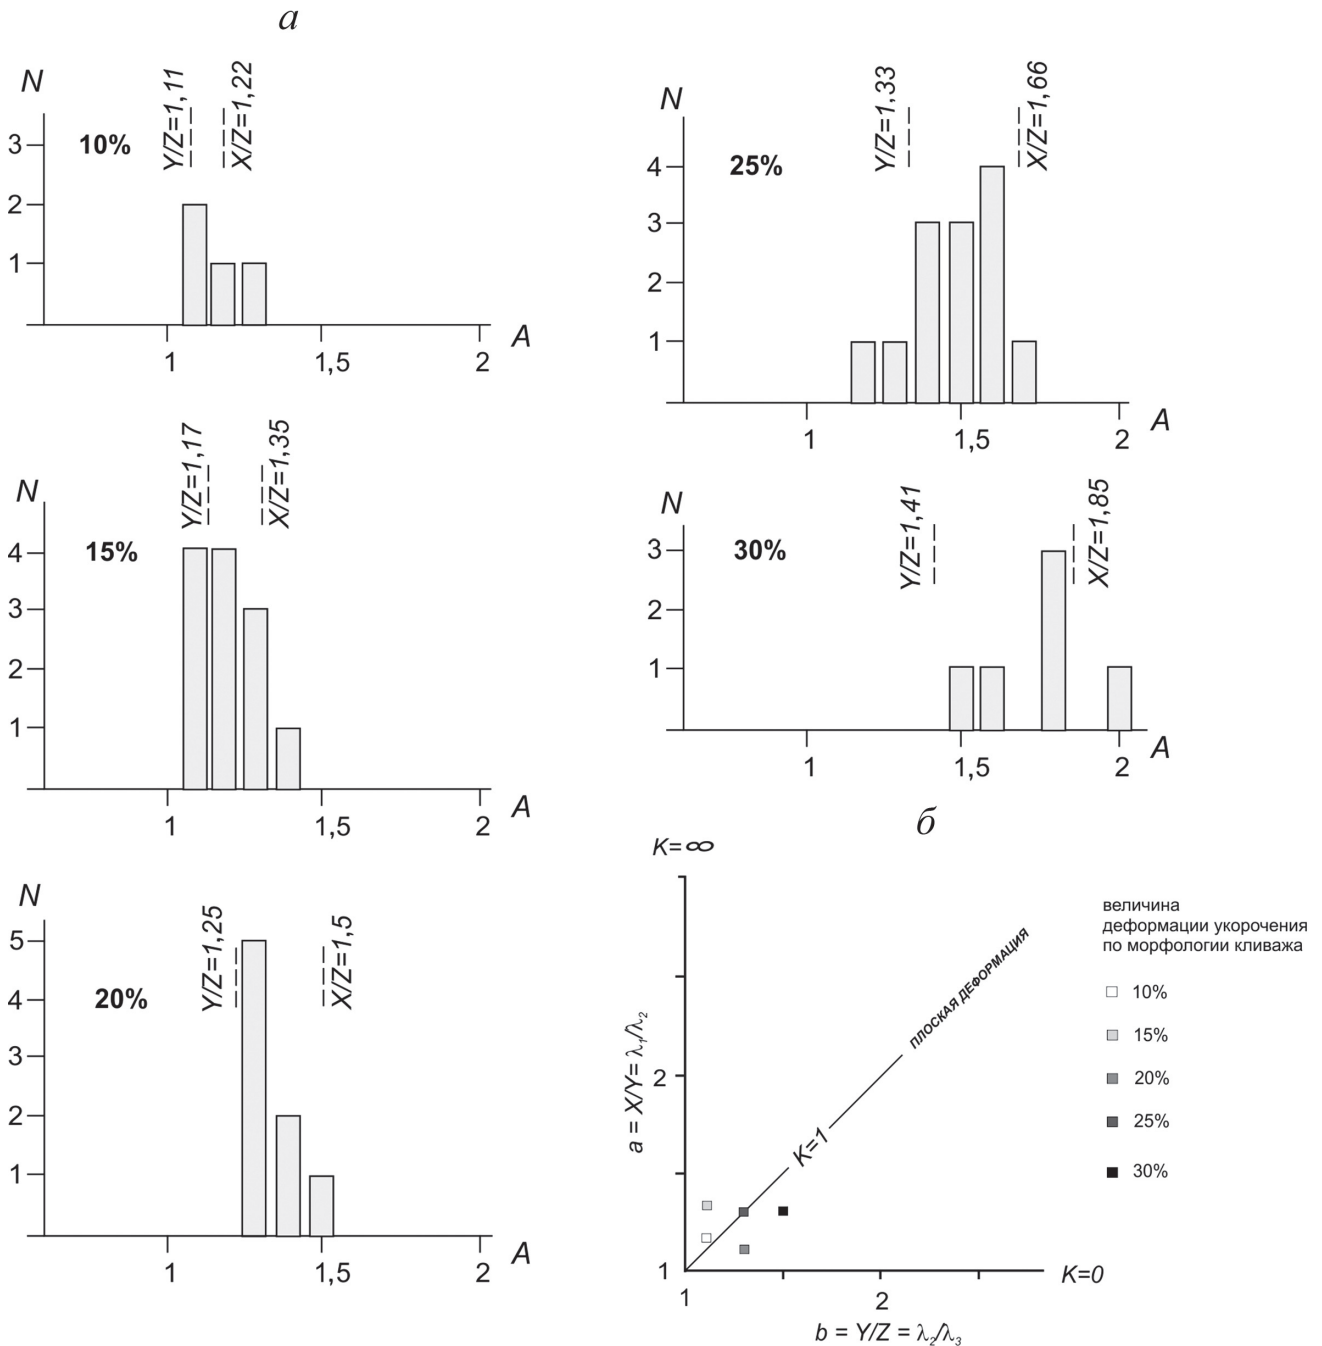 а
N
10%
Y/Z=1,11
X/Z=1,22
3
2
1
1
1,5
2
A
N
15%
Y/Z=1,17
X/Z=1,35
4
3
2
1
1
1,5
2
A
N
20%
Y/Z=1,25
X/Z=1,5
5
4
3
2
1
1
1,5
2
A
N
25%
Y/Z=1,33
X/Z=1,66
4
3
2
1
1
1,5
2
A
N
30%
Y/Z=1,41
X/Z=1,85
3
2
1
1
1,5
2
A
б
K=∞
a = X/Y= λ₁/λ₂
2
1
K=1
ПЛОСКАЯ ДЕФОРМАЦИЯ
1
2
K=0
b = Y/Z = λ₂/λ₃
величина
деформации укорочения
по морфологии кливажа
10%
15%
20%
25%
30%